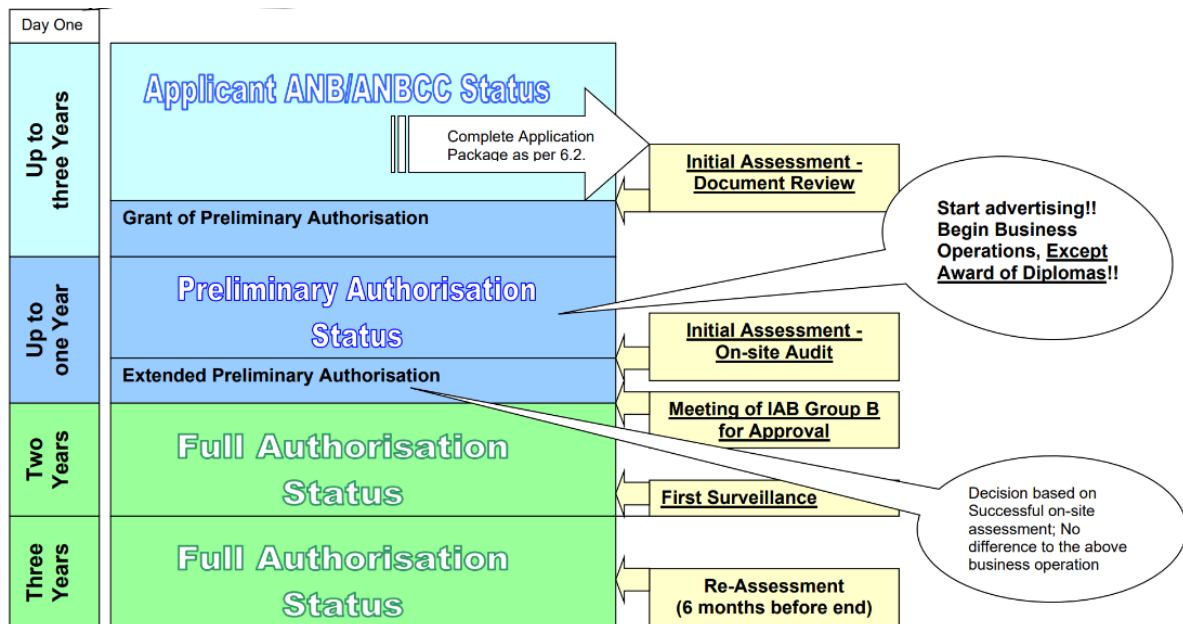 Day One
Up to
three Years
Applicant ANB/ANBCC Status
Complete Application
Package as per 6.2.
Initial Assessment -
Document Review
Grant of Preliminary Authorisation
Start advertising!!
Begin Business
Operations, Except
Award of Diplomas!!
Up to
one Year
Preliminary Authorisation
Status
Initial Assessment -
On-site Audit
Extended Preliminary Authorisation
Meeting of IAB Group B
for Approval
Two
Years
Full Authorisation
Status
First Surveillance
Decision based on
Successful on-site
assessment; No
difference to the above
business operation
Three
Years
Full Authorisation
Status
Re-Assessment
(6 months before end)